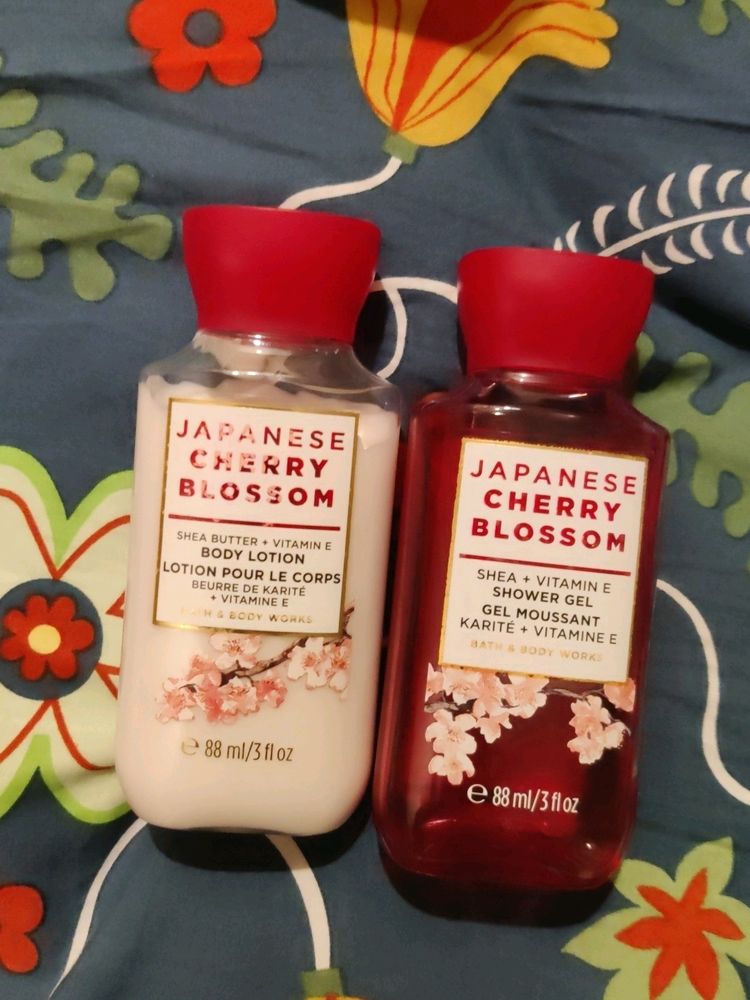 JAPANESE
CHERRY
BLOSSOM
SHEA BUTTER + VITAMIN E
BODY LOTION
LOTION POUR LE CORPS
BEURRE DE KARITÉ
+ VITAMINE E
BATH & BODY WORKS
℮ 88 ml/3 fl oz
JAPANESE
CHERRY
BLOSSOM
SHEA + VITAMIN E
SHOWER GEL
GEL MOUSSANT
KARITÉ + VITAMINE E
BATH & BODY WORKS
℮ 88 ml/3 fl oz